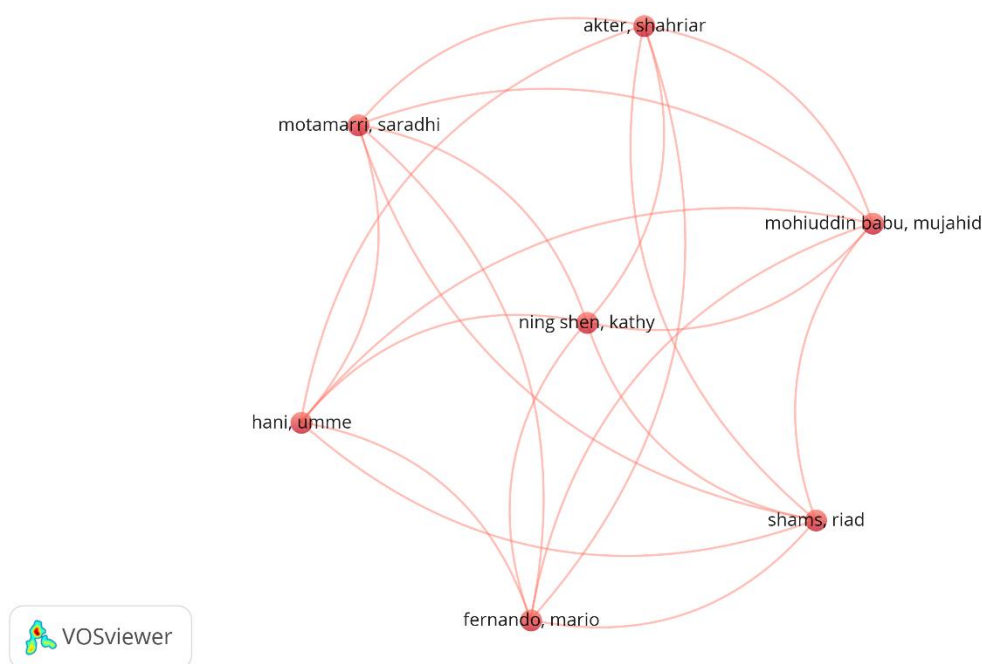 akter, shahriar
motamarri, saradhi
mohiuddin babu, mujahid
ning shen, kathy
hani, umme
shams, riad
fernando, mario
VOSviewer